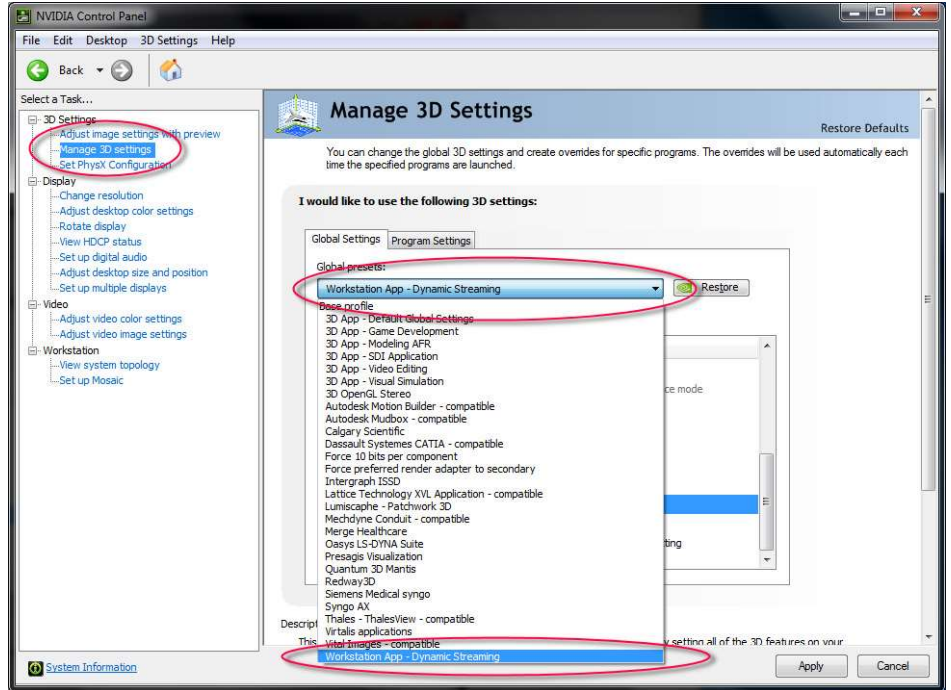 NVIDIA Control Panel
File Edit Desktop 3D Settings Help
Back
Select a Task...
3D Settings
Adjust image settings with preview
Manage 3D settings
Set PhysX Configuration
Display
Change resolution
Adjust desktop color settings
Rotate display
View HDCP status
Set up digital audio
Adjust desktop size and position
Set up multiple displays
Video
Adjust video color settings
Adjust video image settings
Workstation
View system topology
Set up Mosaic
System Information
Manage 3D Settings
Restore Defaults
You can change the global 3D settings and create overrides for specific programs. The overrides will be used automatically each
time the specified programs are launched.
I would like to use the following 3D settings:
Global Settings Program Settings
Global presets:
Workstation App - Dynamic Streaming
Restore
Base profile
3D App - Default Global Settings
3D App - Game Development
3D App - Modeling AFR
3D App - SDI Application
3D App - Video Editing
3D App - Visual Simulation
3D OpenGL Stereo
Autodesk Motion Builder - compatible
Autodesk Mudbox - compatible
Calgary Scientific
Dassault Systemes CATIA - compatible
Force 10 bits per component
Force preferred render adapter to secondary
Intergraph ISSD
Lattice Technology XVL Application - compatible
Lumiscaphe - Patchwork 3D
Mechdyne Conduit - compatible
Merge Healthcare
Oasys LS-DYNA Suite
Presagis Visualization
Quantum 3D Mantis
Redway3D
Siemens Medical syngo
Syngo AX
Thales - ThalesView - compatible
Virtalis applications
Vital Images - compatible
Workstation App - Dynamic Streaming
ce mode
ting
Descript
This
y setting all of the 3D features on your
Apply
Cancel